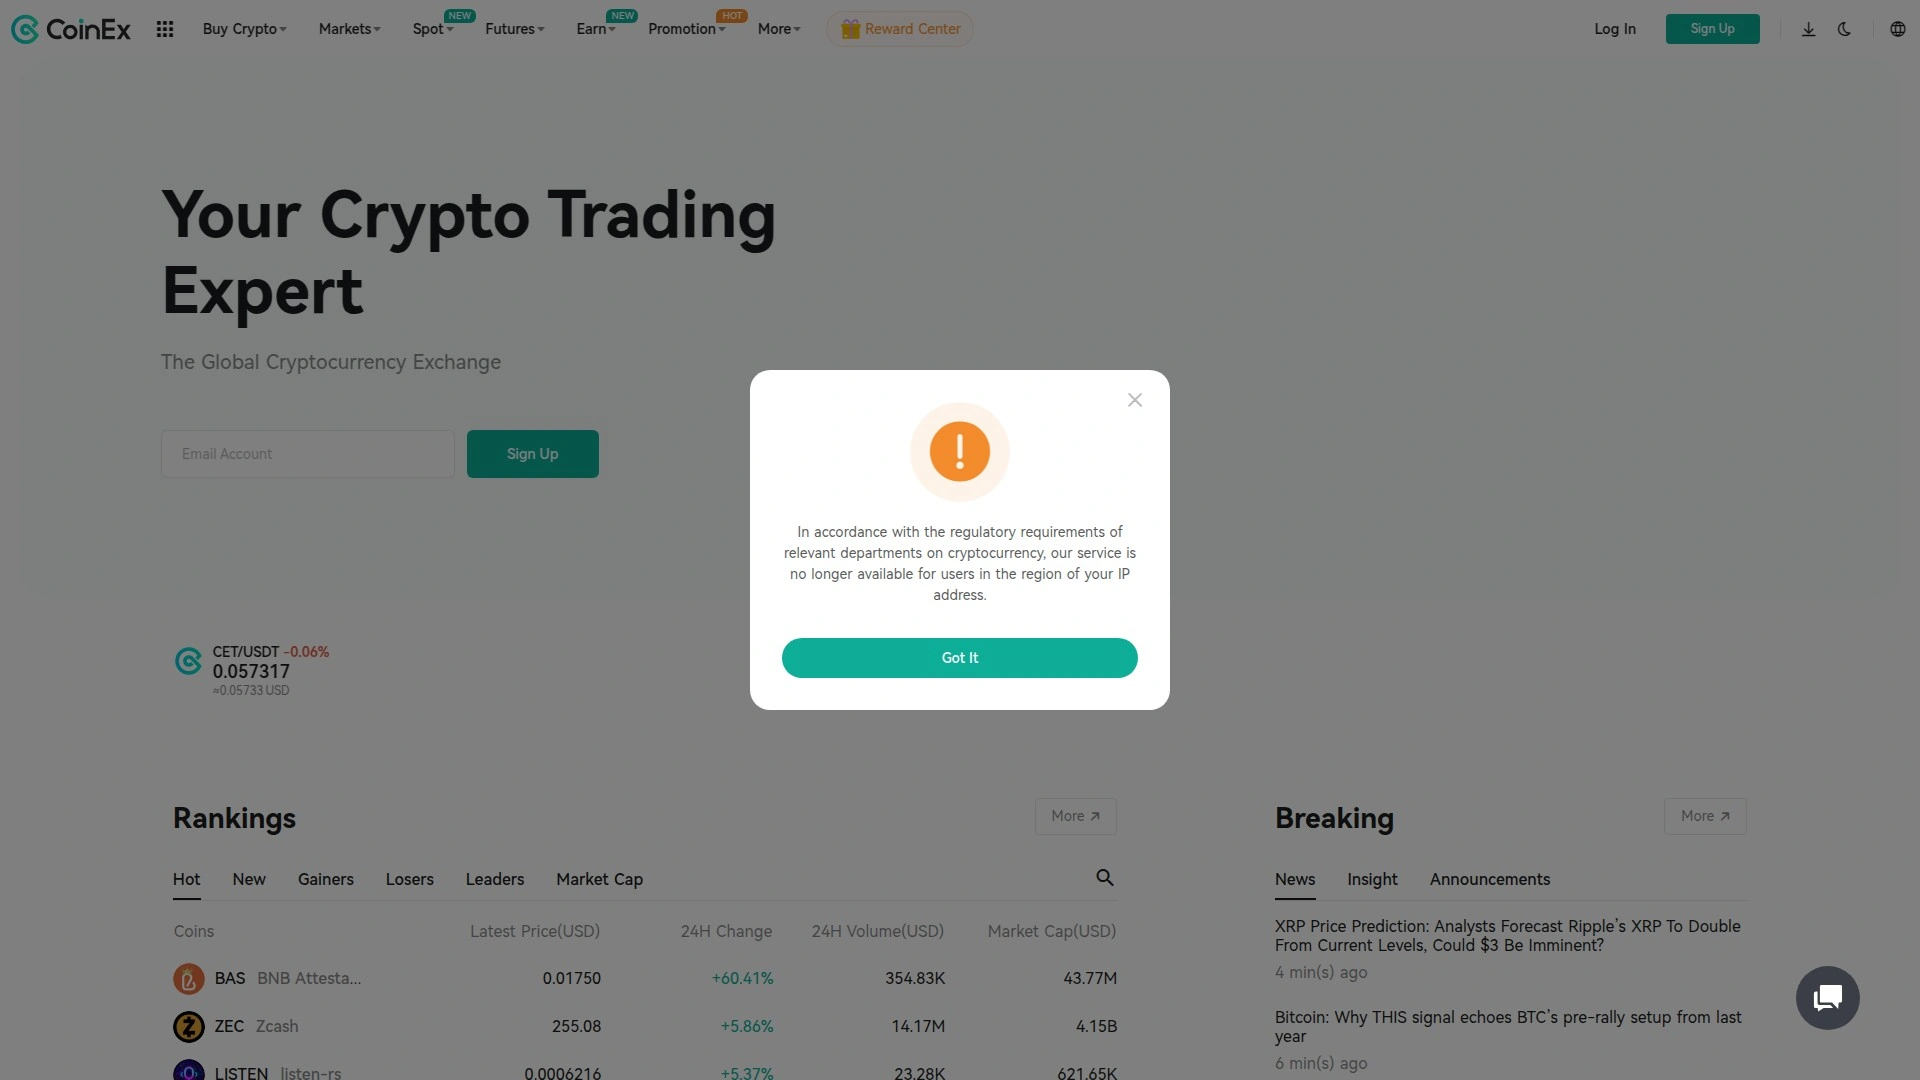 CoinEx
Buy Crypto
Markets
Spot
NEW
Futures
Earn
NEW
Promotion
HOT
More
Reward Center
Log In
Sign Up
Your Crypto Trading
Expert
The Global Cryptocurrency Exchange
Email Account
Sign Up
In accordance with the regulatory requirements of
relevant departments on cryptocurrency, our service is
no longer available for users in the region of your IP
address.
Got It
CET/USDT -0.06%
0.057317
≈0.05733 USD
Rankings
More
Hot New Gainers Losers Leaders Market Cap
Coins Latest Price(USD) 24H Change 24H Volume(USD) Market Cap(USD)
BAS BNB Attesta... 0.01750 +60.41% 354.83K 43.77M
ZEC Zcash 255.08 +5.86% 14.17M 4.15B
LISTEN listen-rs 0.0006216 +5.37% 23.28K 621.65K
Breaking
More
News Insight Announcements
XRP Price Prediction: Analysts Forecast Ripple’s XRP To Double
From Current Levels, Could $3 Be Imminent?
4 min(s) ago
Bitcoin: Why THIS signal echoes BTC’s pre-rally setup from last
year
6 min(s) ago